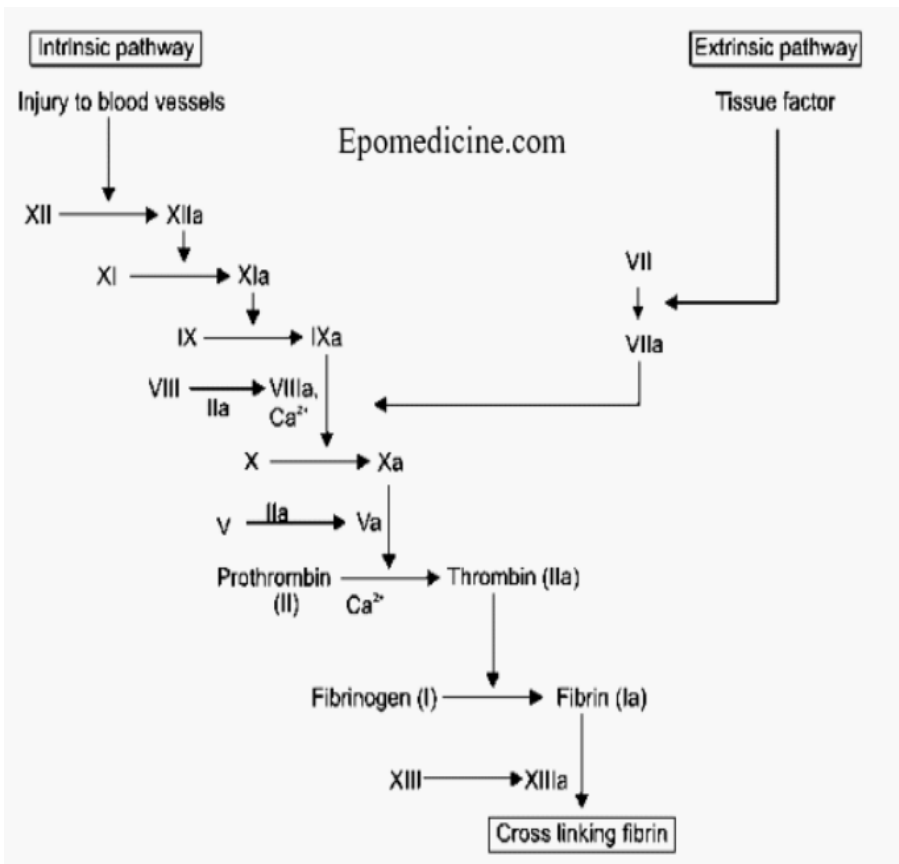 Intrinsic pathway
Extrinsic pathway
Injury to blood vessels
Tissue factor
Epomedicine.com
XII
XIIa
XI
XIa
VII
IX
IXa
VIIa
VIII
VIIIa,
IIa
Ca²⁺
X
Xa
IIa
V
Va
Prothrombin
Thrombin (IIa)
(II)
Ca²⁺
Fibrinogen (I)
Fibrin (Ia)
XIII
XIIIa
Cross linking fibrin